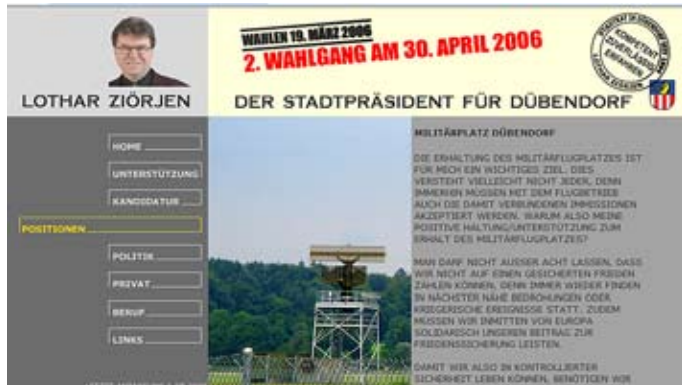 WAHLEN 19. MÄRZ 2006
2. WAHLGANG AM 30. APRIL 2006
KOMPETENT
ZUVERLÄSSIG
ERFAHREN
LOTHAR ZIÖRJEN
DER STADTPRÄSIDENT FÜR DÜBENDORF
HOME
UNTERSTÜTZUNG
KANDIDATUR
POSITIONEN
POLITIK
PRIVAT
BERUF
LINKS
MILITÄRPLATZ DÜBENDORF
DIE ERHALTUNG DES MILITÄRFLUGPLATZES IST
FÜR MICH EIN WICHTIGES ZIEL. DIES
VERSTEHT VIELLEICHT NICHT JEDER, DENN
IMMERHIN MÜSSEN MIT DEM FLUGBETRIEB
AUCH DIE DAMIT VERBUNDENEN IMMISSIONEN
AKZEPTIERT WERDEN. WARUM ALSO MEINE
POSITIVE HALTUNG/UNTERSTÜTZUNG ZUM
ERHALT DES MILITÄRFLUGPLATZES?
MAN DARF NICHT AUSSER ACHT LASSEN, DASS
WIR NICHT AUF EINEN GESICHERTEN FRIEDEN
ZÄHLEN KÖNNEN, DENN IMMER WIEDER FINDEN
IN NÄCHSTER NÄHE BEDROHUNGEN ODER
KRIEGERISCHE EREIGNISSE STATT. ZUDEM
MÜSSEN WIR INMITTEN VON EUROPA
SOLIDARISCH UNSEREN BEITRAG ZUR
FRIEDENSSICHERUNG LEISTEN.
DAMIT WIR ALSO IN KONTROLLIERTER
SICHERHEIT LEBEN KÖNNEN, BENÖTIGEN WIR